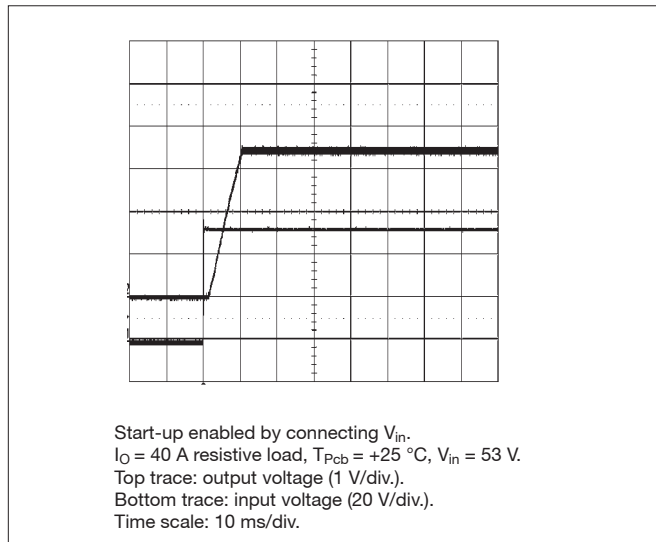 Start-up enabled by connecting Vin.
IO = 40 A resistive load, TPcb = +25 °C, Vin = 53 V.
Top trace: output voltage (1 V/div.).
Bottom trace: input voltage (20 V/div.).
Time scale: 10 ms/div.